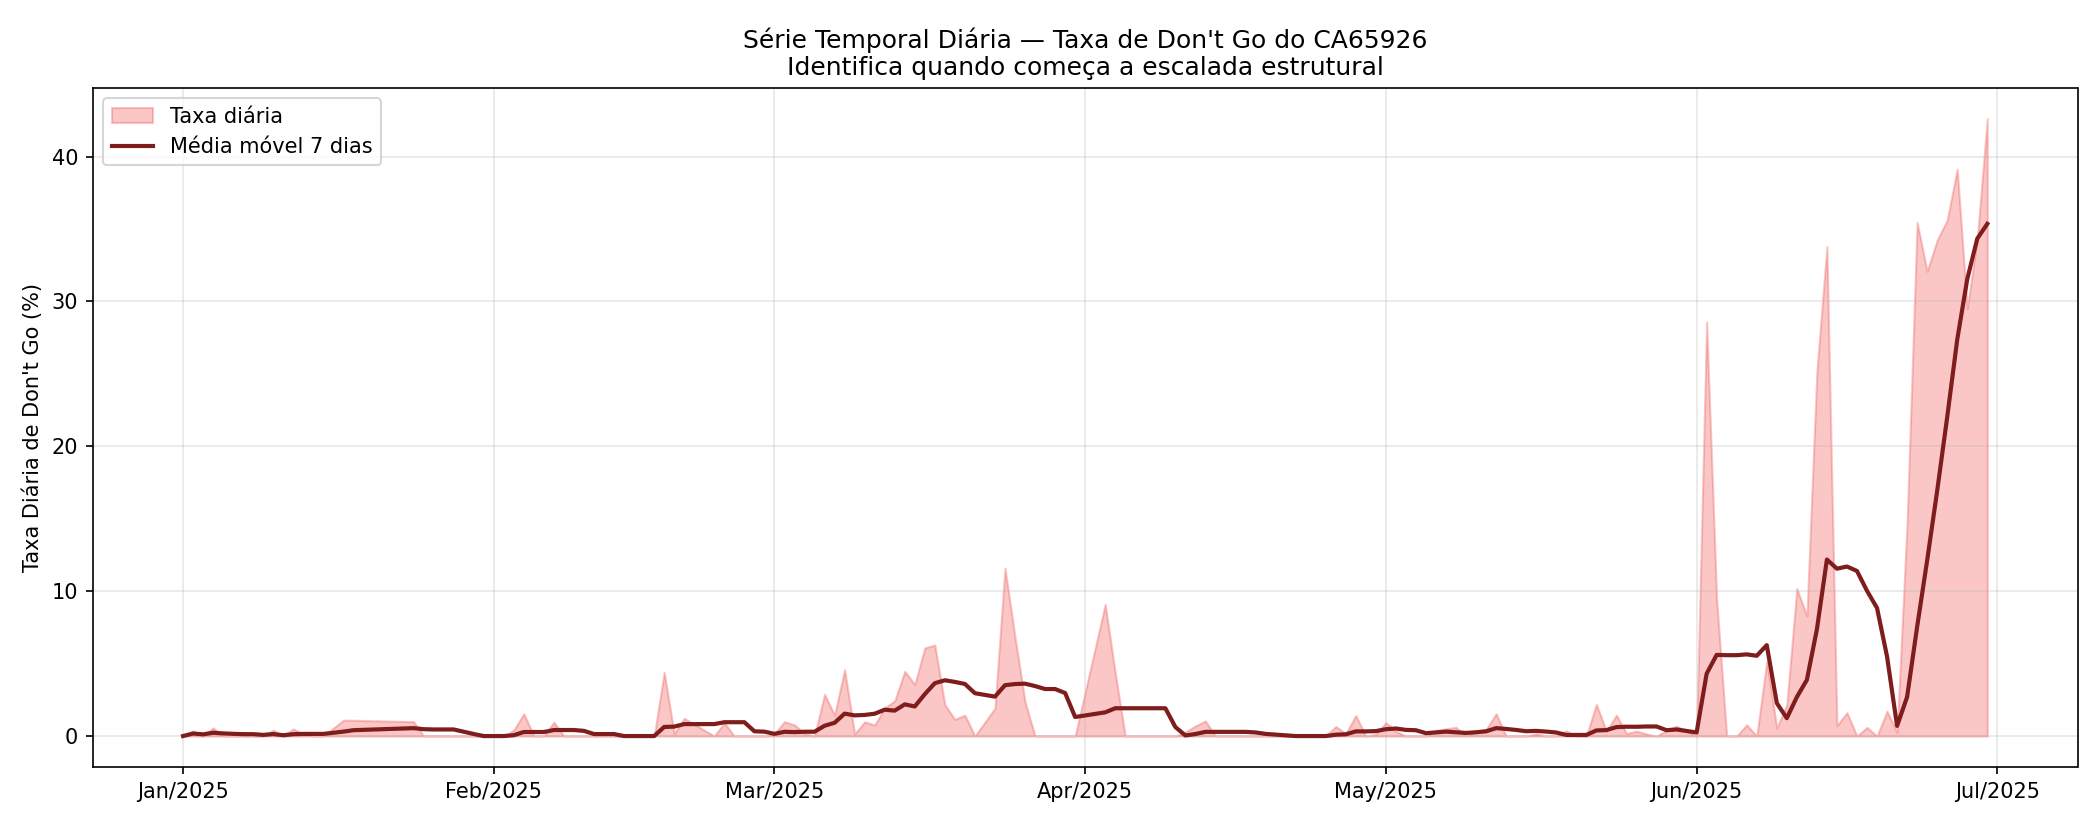 Série Temporal Diária — Taxa de Don't Go do CA65926
Identifica quando começa a escalada estrutural
Taxa diária
Média móvel 7 dias
Taxa Diária de Don't Go (%)
40
30
20
10
0
Jan/2025
Feb/2025
Mar/2025
Apr/2025
May/2025
Jun/2025
Jul/2025